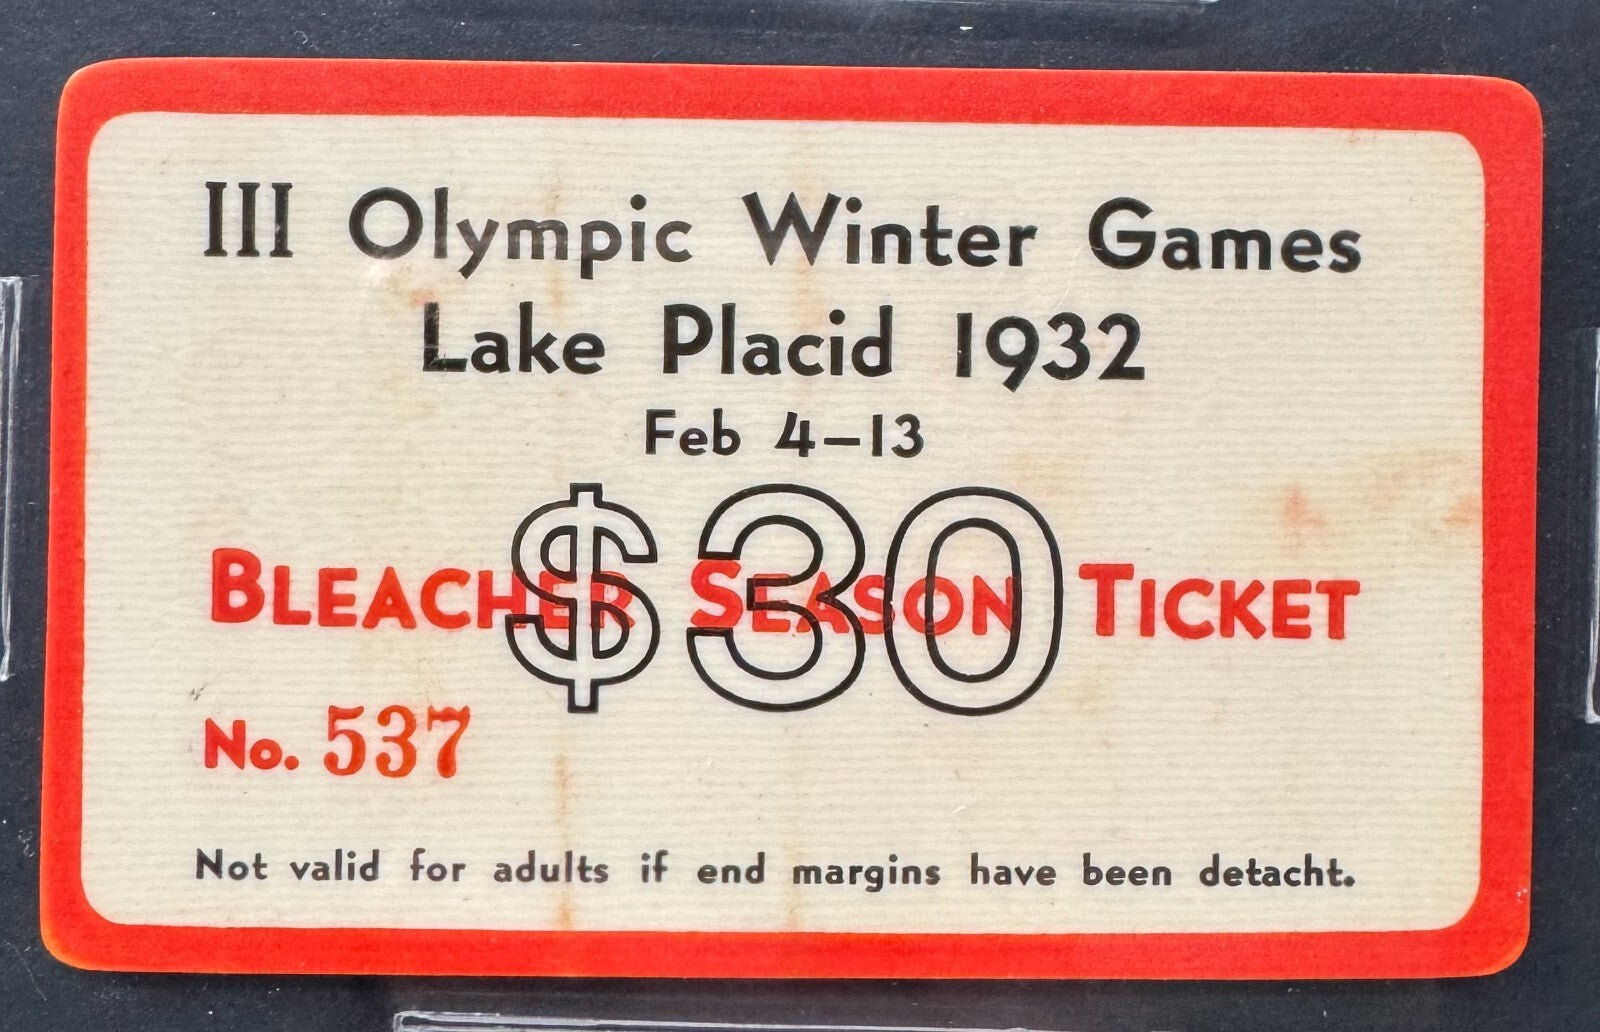 III Olympic Winter Games
Lake Placid 1932
Feb 4–13
$30
BLEACHER SEASON TICKET
No. 537
Not valid for adults if end margins have been detacht.